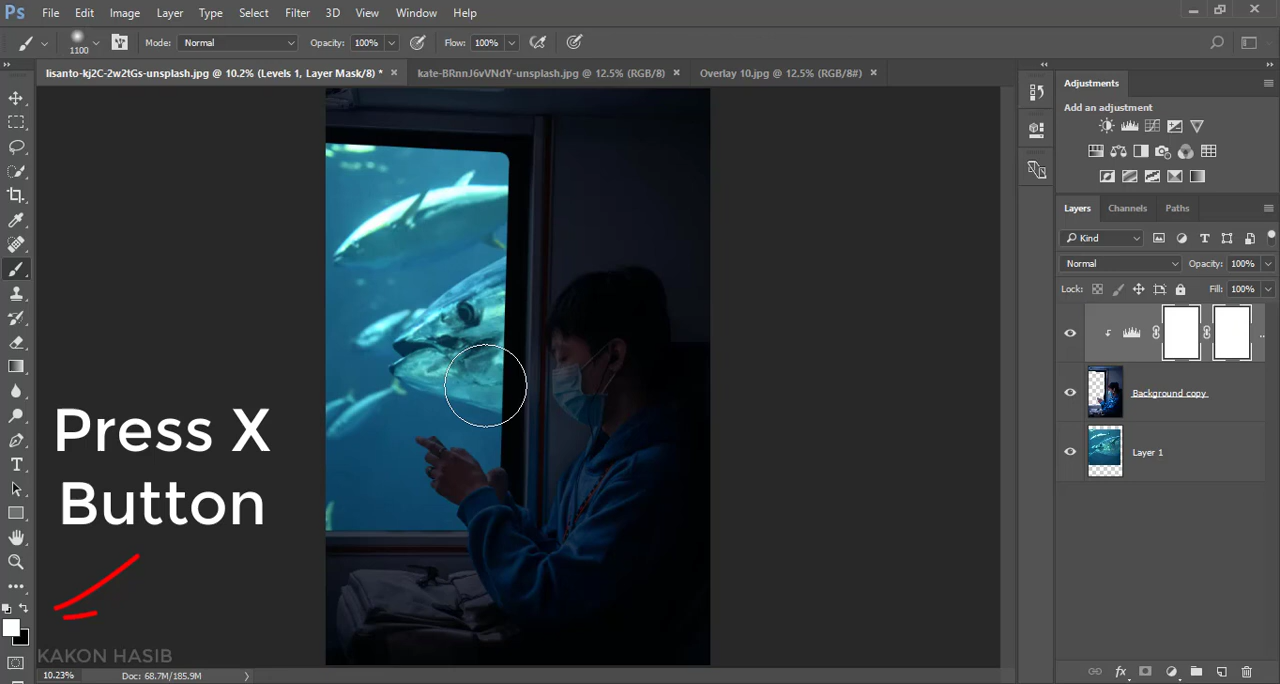 Ps File Edit Image Layer Type Select Filter 3D View Window Help
1100 Mode: Normal Opacity: 100% Flow: 100%
lisanto-kj2C-2w2tGs-unsplash.jpg @ 10.2% (Levels 1, Layer Mask/8) * × kate-BRnnJ6vVNdY-unsplash.jpg @ 12.5% (RGB/8) × Overlay 10.jpg @ 12.5% (RGB/8#) ×
Adjustments
Add an adjustment
Layers Channels Paths
Kind
Normal Opacity: 100%
Lock: Fill: 100%
Background copy
Layer 1
Press X
Button
KAKON HASIB
10.23% Doc: 68.7M/185.9M